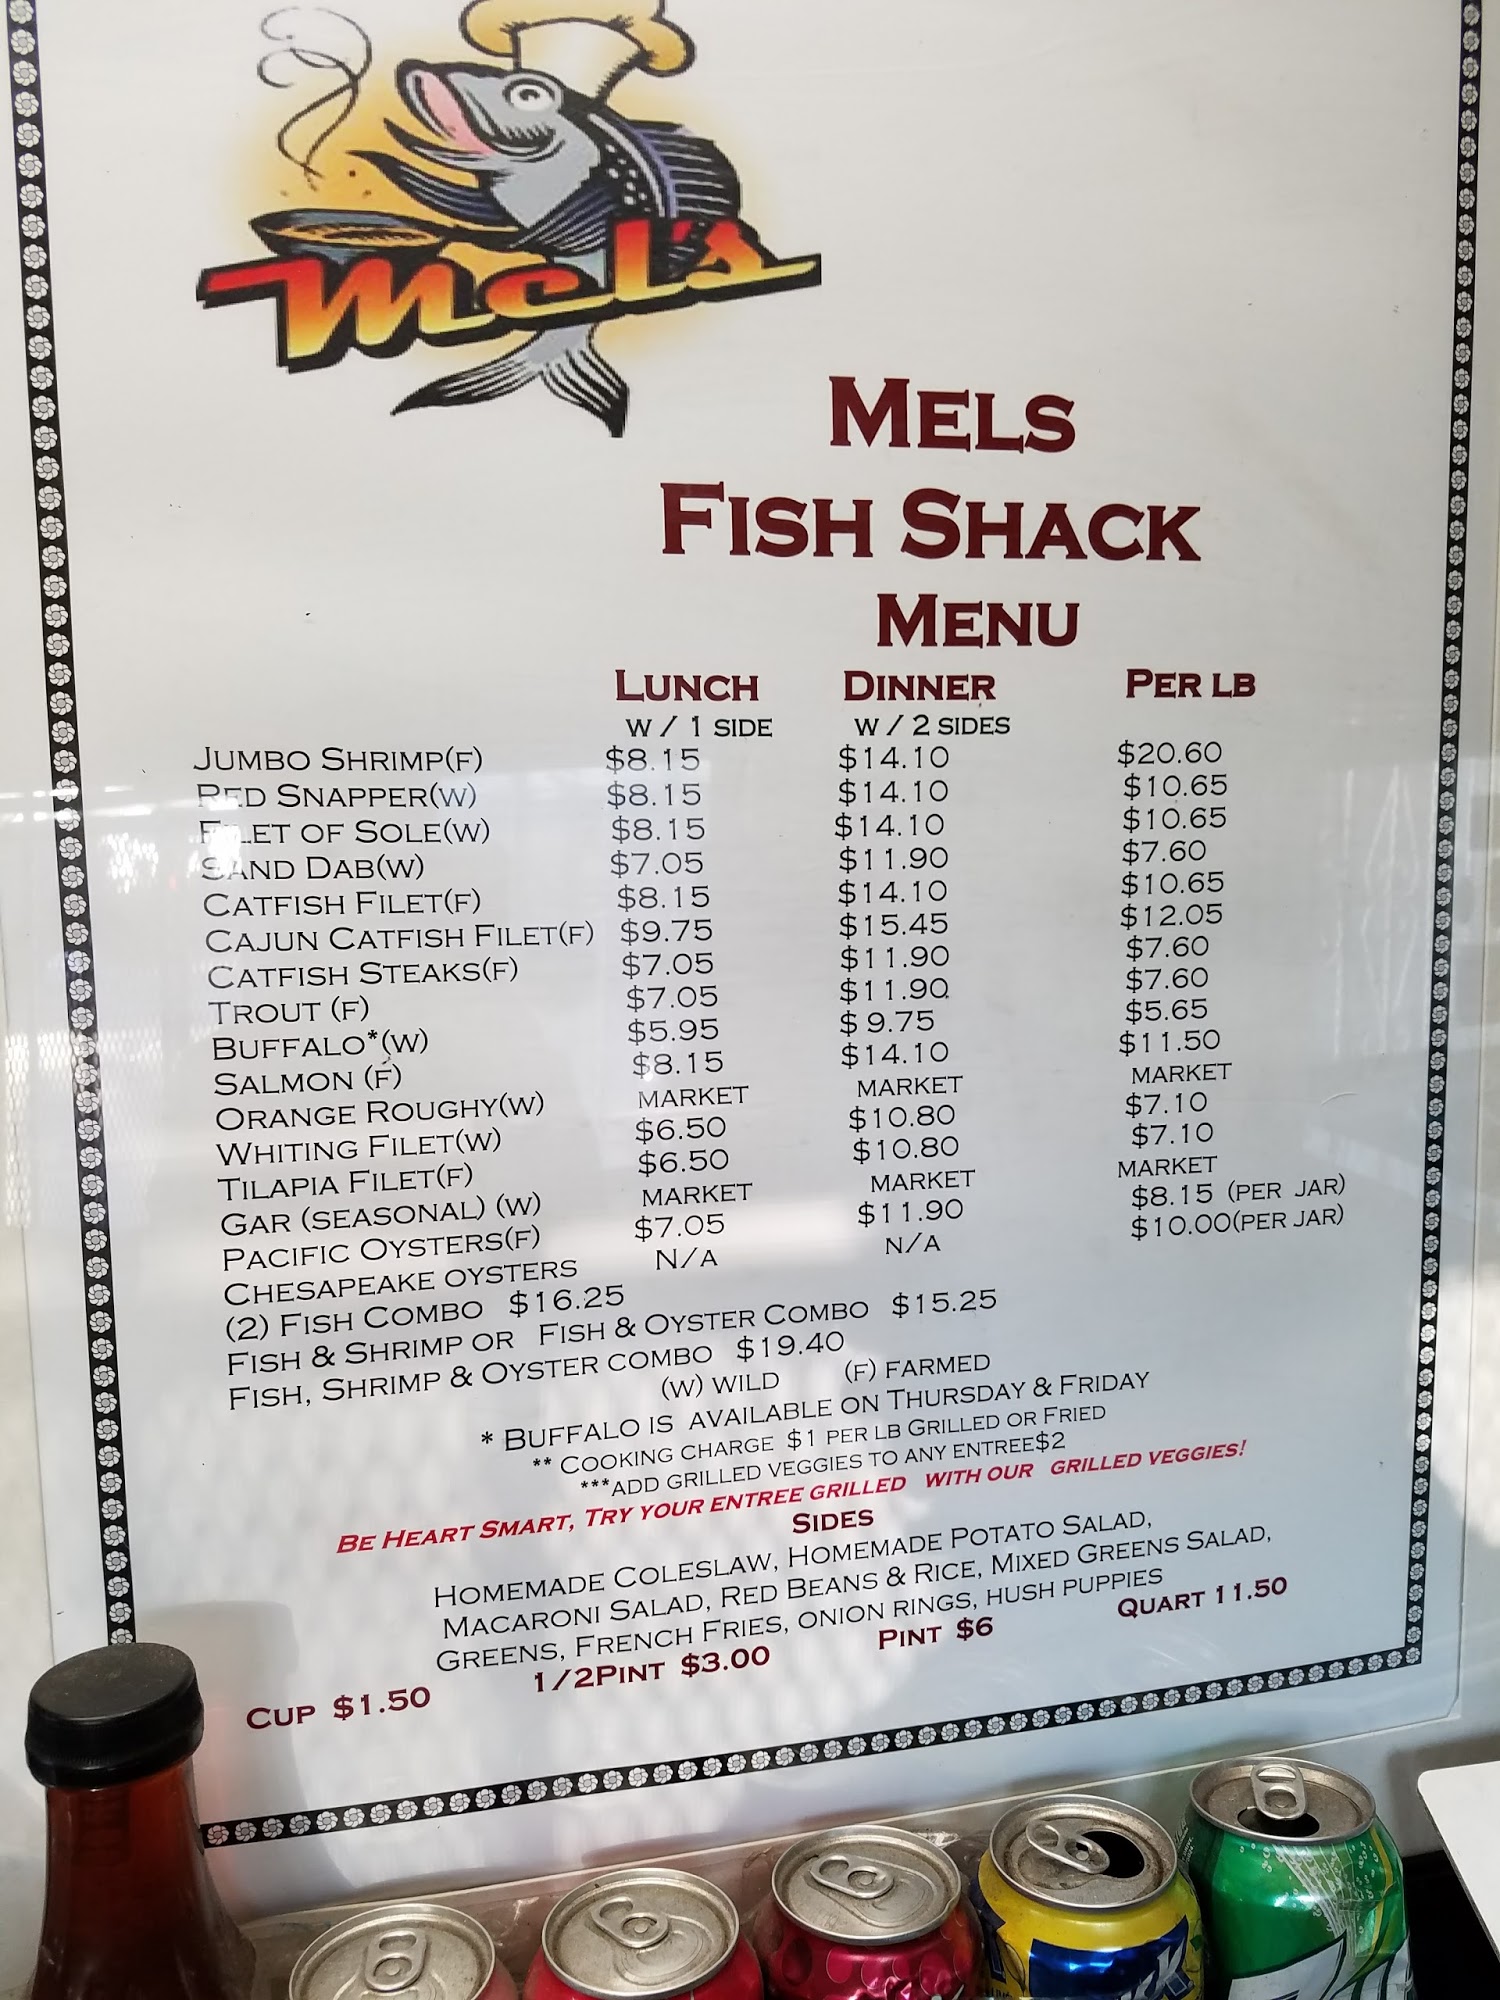 Mel's
MELS
FISH SHACK
MENU
LUNCH DINNER PER LB
W / 1 SIDE W / 2 SIDES
JUMBO SHRIMP(F) $8.15 $14.10 $20.60
RED SNAPPER(W) $8.15 $14.10 $10.65
FILET OF SOLE(W) $8.15 $14.10 $10.65
SAND DAB(W) $7.05 $11.90 $7.60
CATFISH FILET(F) $8.15 $14.10 $10.65
CAJUN CATFISH FILET(F) $9.75 $15.45 $12.05
CATFISH STEAKS(F) $7.05 $11.90 $7.60
TROUT (F) $7.05 $11.90 $7.60
BUFFALO*(W) $5.95 $9.75 $5.65
SALMON (F) $8.15 $14.10 $11.50
ORANGE ROUGHY(W) MARKET MARKET MARKET
WHITING FILET(W) $6.50 $10.80 $7.10
TILAPIA FILET(F) $6.50 $10.80 $7.10
GAR (SEASONAL) (W) MARKET MARKET MARKET
PACIFIC OYSTERS(F) $7.05 $11.90 $8.15 (PER JAR)
CHESAPEAKE OYSTERS N/A N/A $10.00(PER JAR)
(2) FISH COMBO $16.25
FISH & SHRIMP OR FISH & OYSTER COMBO $15.25
FISH, SHRIMP & OYSTER COMBO $19.40
(W) WILD (F) FARMED
* BUFFALO IS AVAILABLE ON THURSDAY & FRIDAY
** COOKING CHARGE $1 PER LB GRILLED OR FRIED
***ADD GRILLED VEGGIES TO ANY ENTREE$2
BE HEART SMART, TRY YOUR ENTREE GRILLED WITH OUR GRILLED VEGGIES!
SIDES
HOMEMADE COLESLAW, HOMEMADE POTATO SALAD,
MACARONI SALAD, RED BEANS & RICE, MIXED GREENS SALAD,
GREENS, FRENCH FRIES, ONION RINGS, HUSH PUPPIES
CUP $1.50 1/2PINT $3.00 PINT $6 QUART 11.50